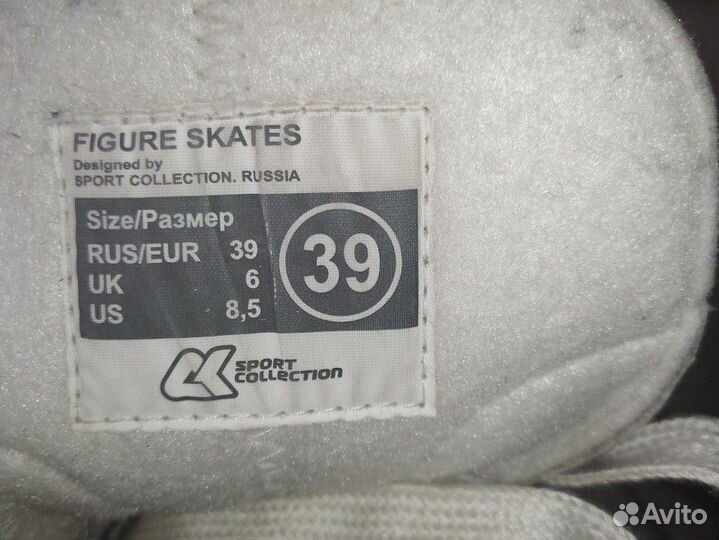 FIGURE SKATES
Designed by
SPORT COLLECTION. RUSSIA
Size/Размер
RUS/EUR 39
UK 6
US 8,5
39
SPORT
COLLECTION
Avito